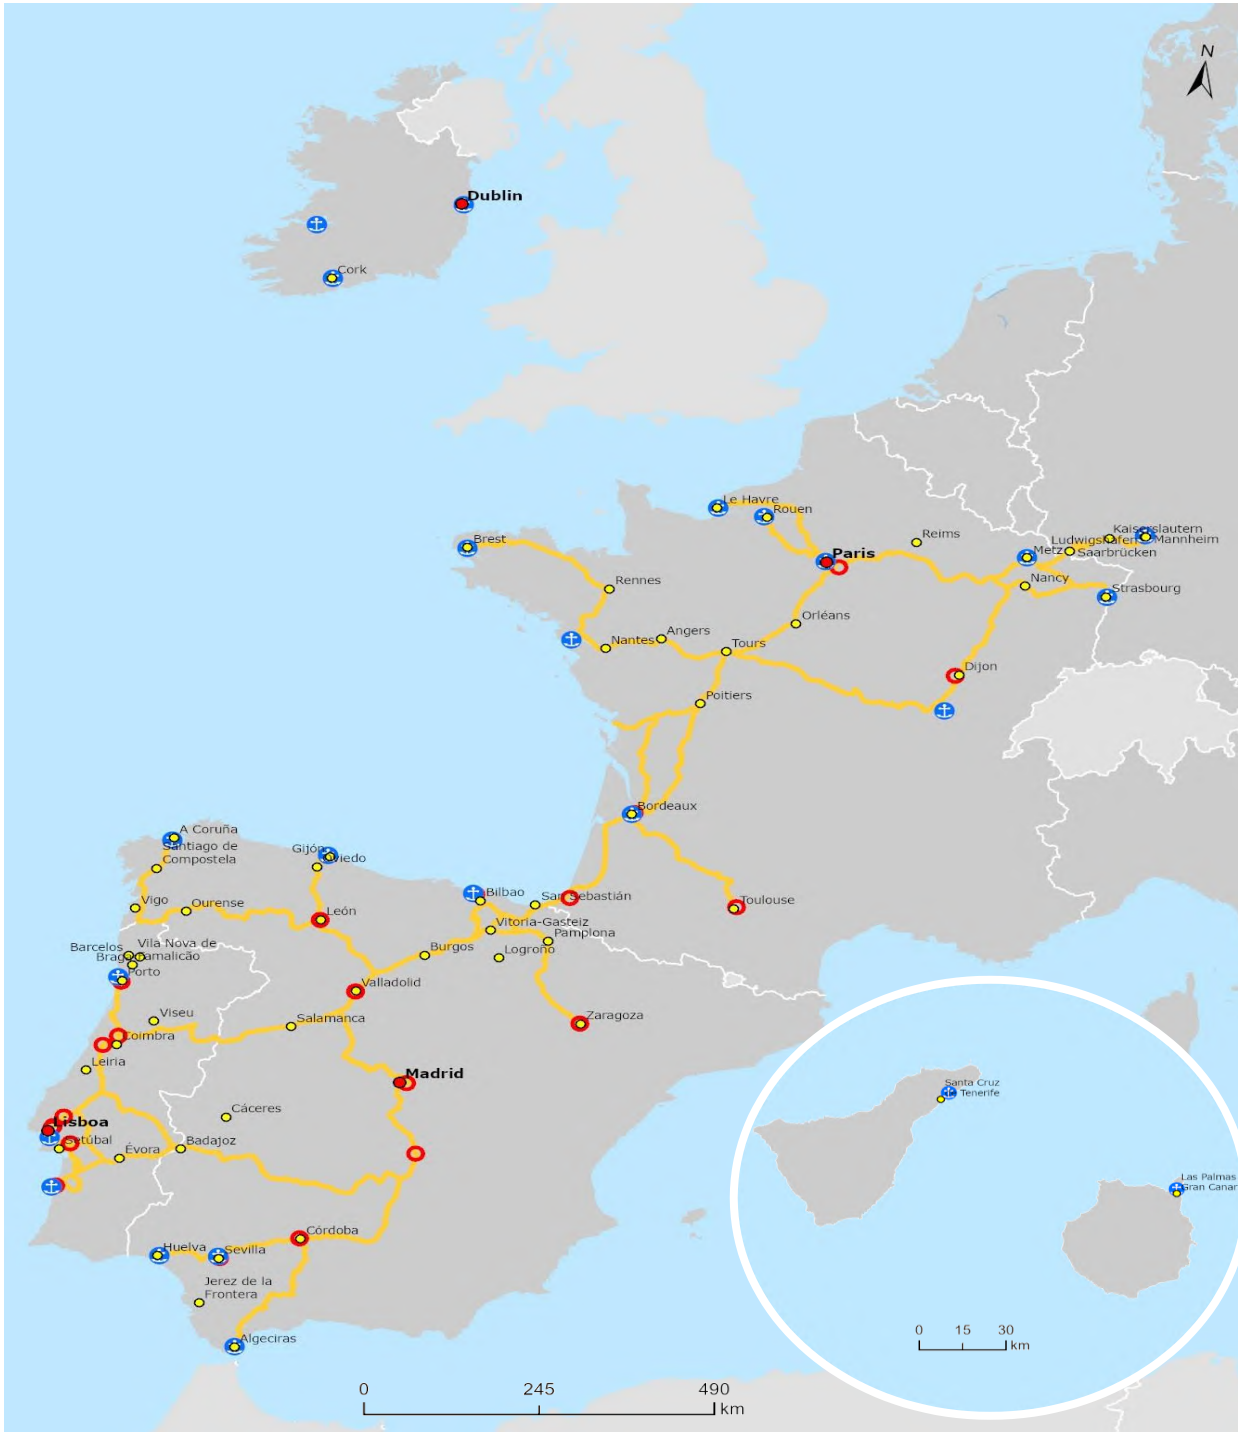 N
Dublin
Cork
Le Havre
Rouen
Brest
Paris
Reims
Kaiserslautern
Ludwigshafen
Mannheim
Metz
Saarbrücken
Nancy
Strasbourg
Rennes
Orléans
Angers
Nantes
Tours
Dijon
Poitiers
Bordeaux
A Coruña
Santiago de
Compostela
Gijón
Oviedo
Bilbao
San Sebastián
Toulouse
Vigo
Ourense
León
Vitoria-Gasteiz
Pamplona
Barcelos
Vila Nova de
Famalicão
Braga
Burgos
Logroño
Porto
Valladolid
Viseu
Salamanca
Zaragoza
Coimbra
Leiria
Madrid
Santa Cruz
Tenerife
Cáceres
Lisboa
Setúbal
Évora
Badajoz
Las Palmas
Gran Canar
Córdoba
Huelva
Sevilla
Jerez de la
Frontera
Algeciras
0 15 30
km
0 245 490
km